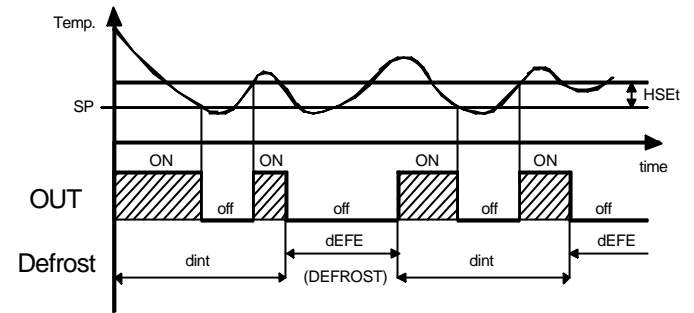 Temp.
SP
HSEt
time
ON ON ON ON
OUT
off off off off
Defrost
dint dEFE dint dEFE
(DEFROST)